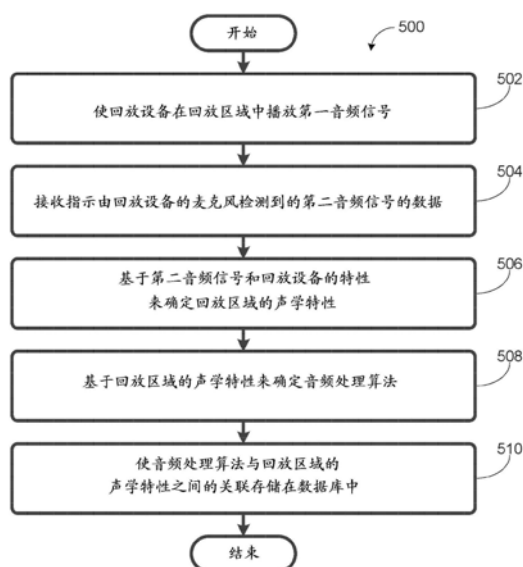 开始
500
502
使回放设备在回放区域中播放第一音频信号
504
接收指示由回放设备的麦克风检测到的第二音频信号的数据
506
基于第二音频信号和回放设备的特性
来确定回放区域的声学特性
508
基于回放区域的声学特性来确定音频处理算法
510
使音频处理算法与回放区域的
声学特性之间的关联存储在数据库中
结束